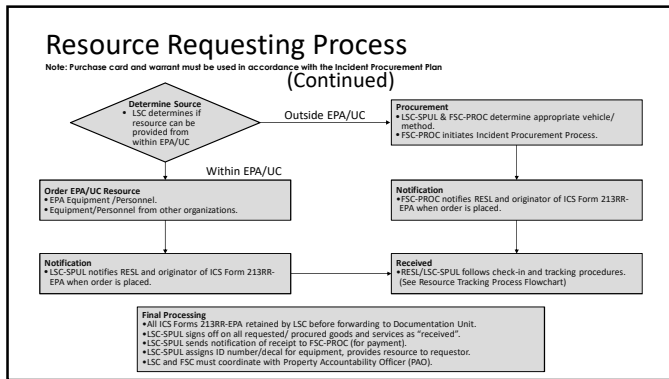 Resource Requesting Process
Note: Purchase card and warrant must be used in accordance with the Incident Procurement Plan
(Continued)
Determine Source
• LSC determines if
resource can be
provided from
within EPA/UC
Outside EPA/UC
Procurement
•LSC-SPUL & FSC-PROC determine appropriate vehicle/
method.
•FSC-PROC initiates Incident Procurement Process.
Within EPA/UC
Order EPA/UC Resource
• EPA Equipment /Personnel.
• Equipment/Personnel from other organizations.
Notification
•FSC-PROC notifies RESL and originator of ICS Form 213RR-
EPA when order is placed.
Notification
•LSC-SPUL notifies RESL and originator of ICS Form 213RR-
EPA when order is placed.
Received
•RESL/LSC-SPUL follows check-in and tracking procedures.
(See Resource Tracking Process Flowchart)
Final Processing
•All ICS Forms 213RR-EPA retained by LSC before forwarding to Documentation Unit.
•LSC-SPUL signs off on all requested/ procured goods and services as “received”.
•LSC-SPUL sends notification of receipt to FSC-PROC (for payment).
•LSC-SPUL assigns ID number/decal for equipment, provides resource to requestor.
•LSC and FSC must coordinate with Property Accountability Officer (PAO).